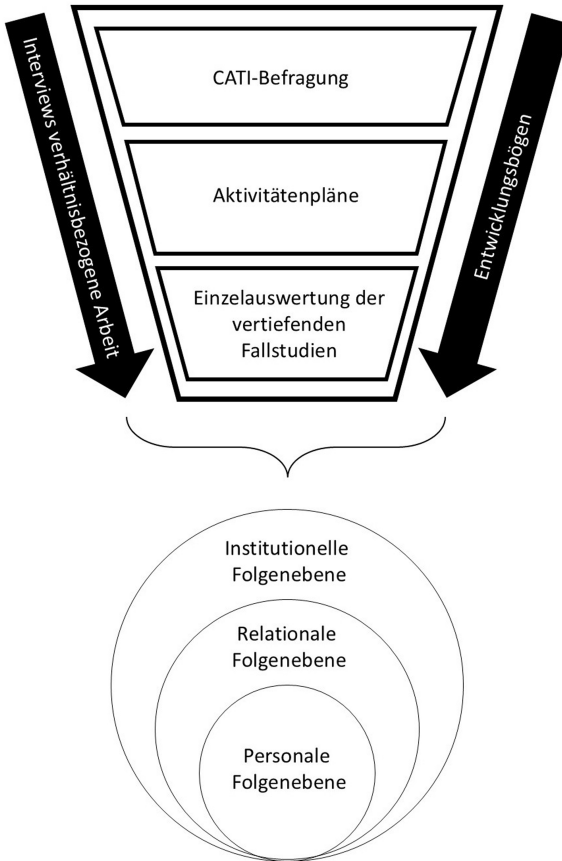 Interviews verhältnisbezogene Arbeit
CATI-Befragung
Aktivitätenpläne
Einzelauswertung der
vertiefenden
Fallstudien
Entwicklungsbögen
Institutionelle
Folgenebene
Relationale
Folgenebene
Personale
Folgenebene